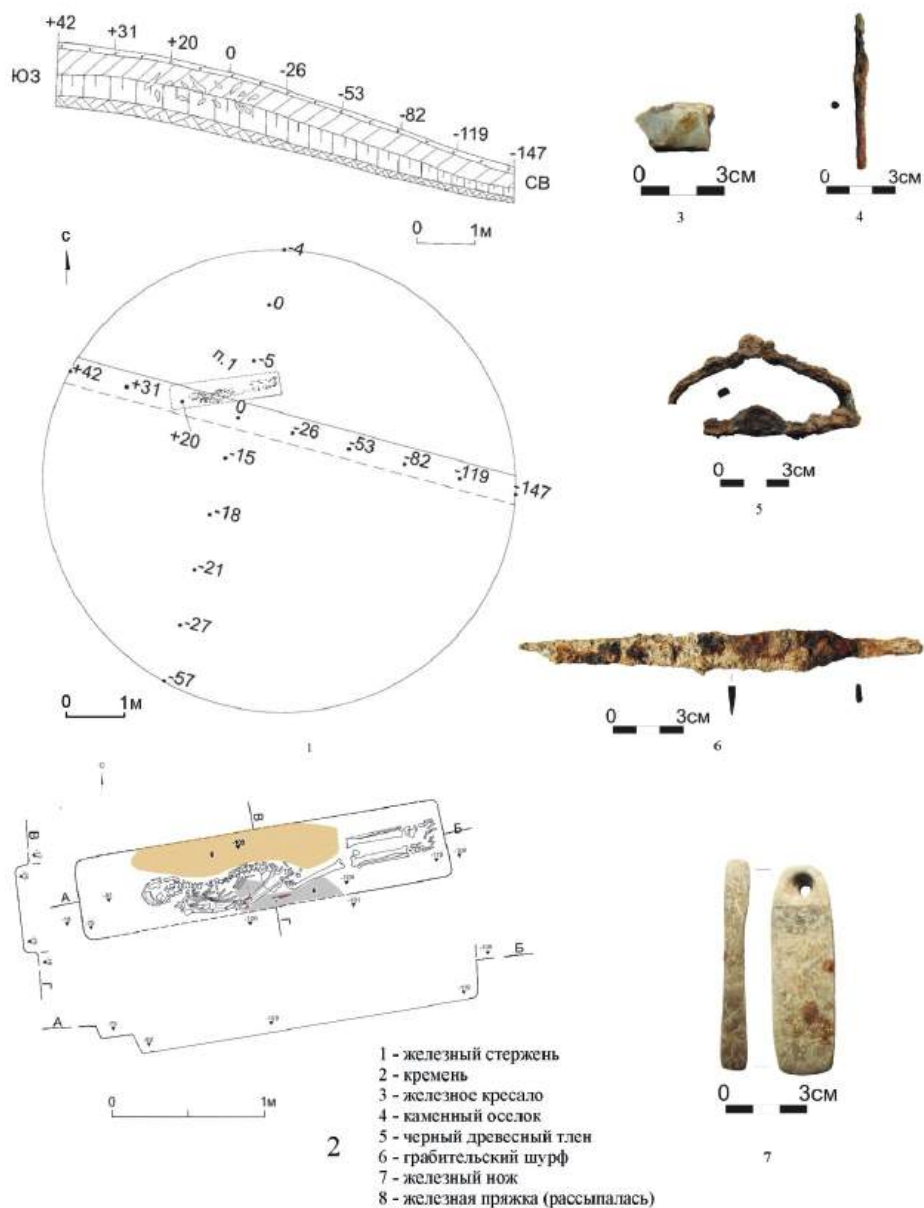 +42
+31
+20
0
-26
-53
-82
-119
-147
ЮЗ
СВ
0 1м
0 3см
3
0 3см
4
с
-4
0
-5
п.1
+42
+31
+20
0
-26
-53
-82
-119
-147
-15
-18
-21
-27
-57
0 1м
1
0 3см
5
0 3см
6
В
Б
В
А
Г
Г
Б
А
0 1м
2
1 - железный стержень
2 - кремень
3 - железное кресало
4 - каменный оселок
5 - черный древесный тлен
6 - грабительский шурф
7 - железный нож
8 - железная пряжка (рассыпалась)
0 3см
7